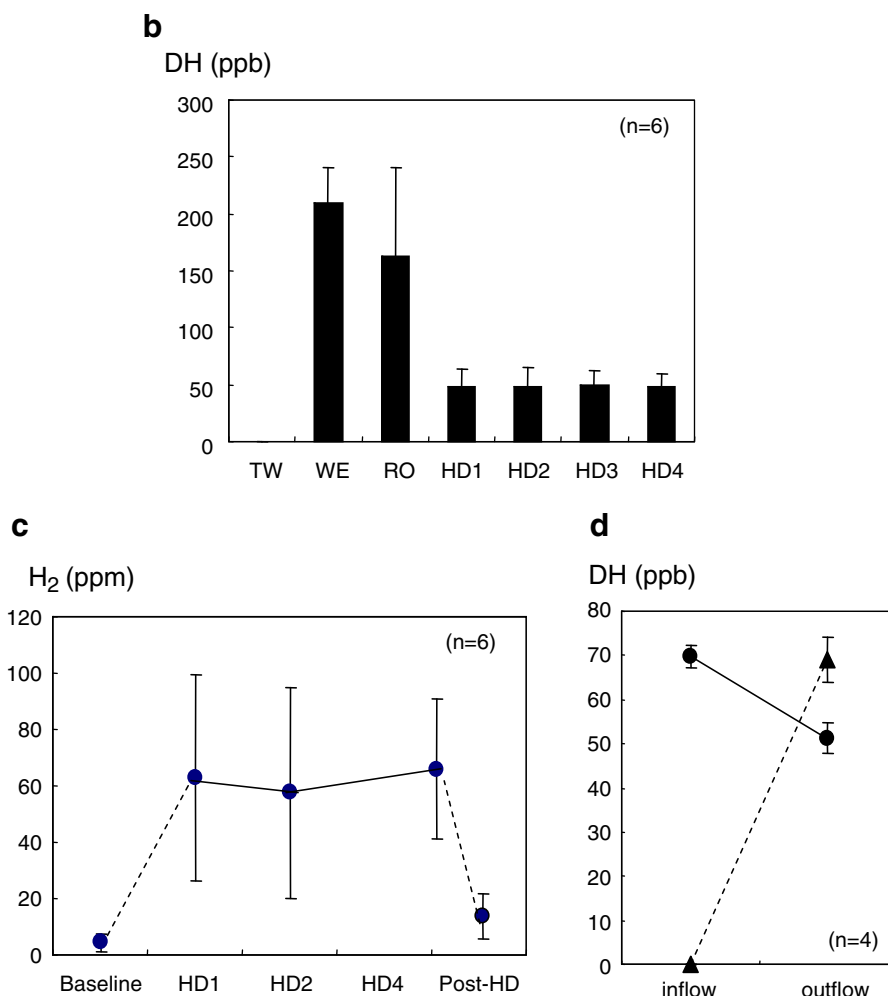 b
DH (ppb)
300
250
200
150
100
50
0
(n=6)
TW WE RO HD1 HD2 HD3 HD4
c
H2 (ppm)
120
100
80
60
40
20
0
(n=6)
Baseline HD1 HD2 HD4 Post-HD
d
DH (ppb)
80
70
60
50
40
30
20
10
0
(n=4)
inflow outflow